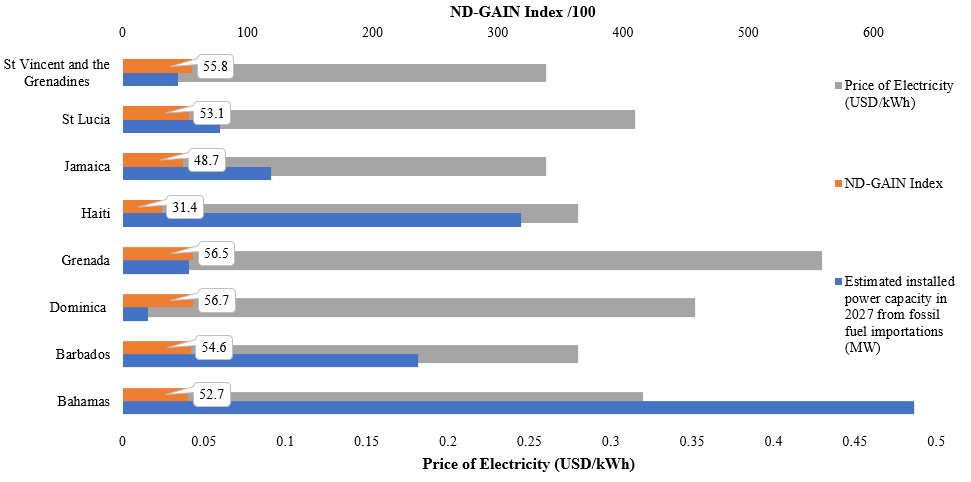 ND-GAIN Index /100
0 100 200 300 400 500 600
St Vincent and the
Grenadines
55.8
St Lucia
53.1
Jamaica
48.7
Haiti
31.4
Grenada
56.5
Dominica
56.7
Barbados
54.6
Bahamas
52.7
0 0.05 0.1 0.15 0.2 0.25 0.3 0.35 0.4 0.45 0.5
Price of Electricity (USD/kWh)
Price of Electricity
(USD/kWh)
ND-GAIN Index
Estimated installed
power capacity in
2027 from fossil
fuel importations
(MW)